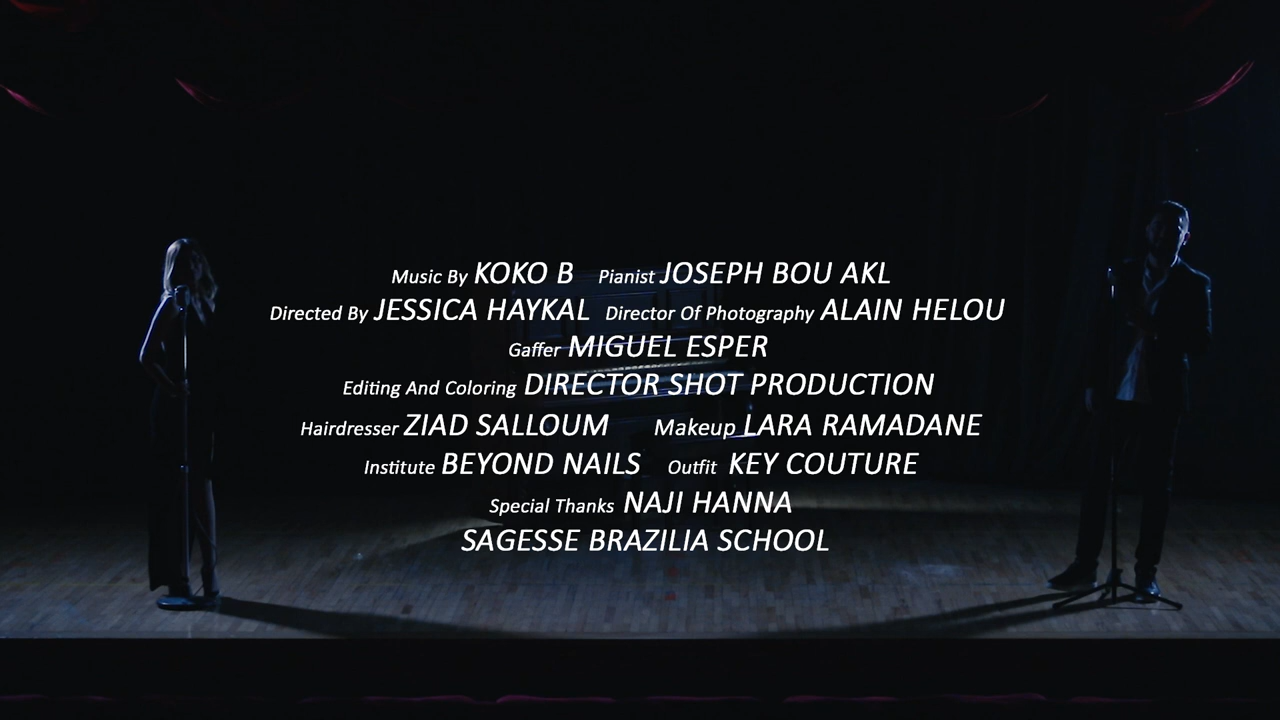 Music By KOKO B Pianist JOSEPH BOU AKL
Directed By JESSICA HAYKAL Director Of Photography ALAIN HELOU
Gaffer MIGUEL ESPER
Editing And Coloring DIRECTOR SHOT PRODUCTION
Hairdresser ZIAD SALLOUM Makeup LARA RAMADANE
Institute BEYOND NAILS Outfit KEY COUTURE
Special Thanks NAJI HANNA
SAGESSE BRAZILIA SCHOOL